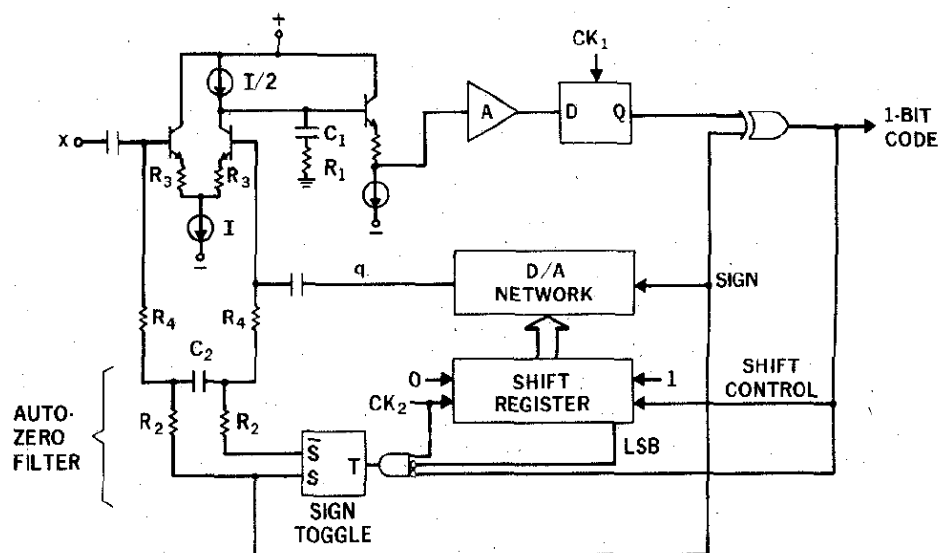 +
CK1
I/2
X
C1
R1
A
D
Q
1-BIT
CODE
R3
R3
I
−
−
q
D/A
NETWORK
SIGN
R4
R4
C2
0
SHIFT
REGISTER
1
SHIFT
CONTROL
CK2
AUTO-
ZERO
FILTER
R2
R2
S̅
S
T
LSB
SIGN
TOGGLE